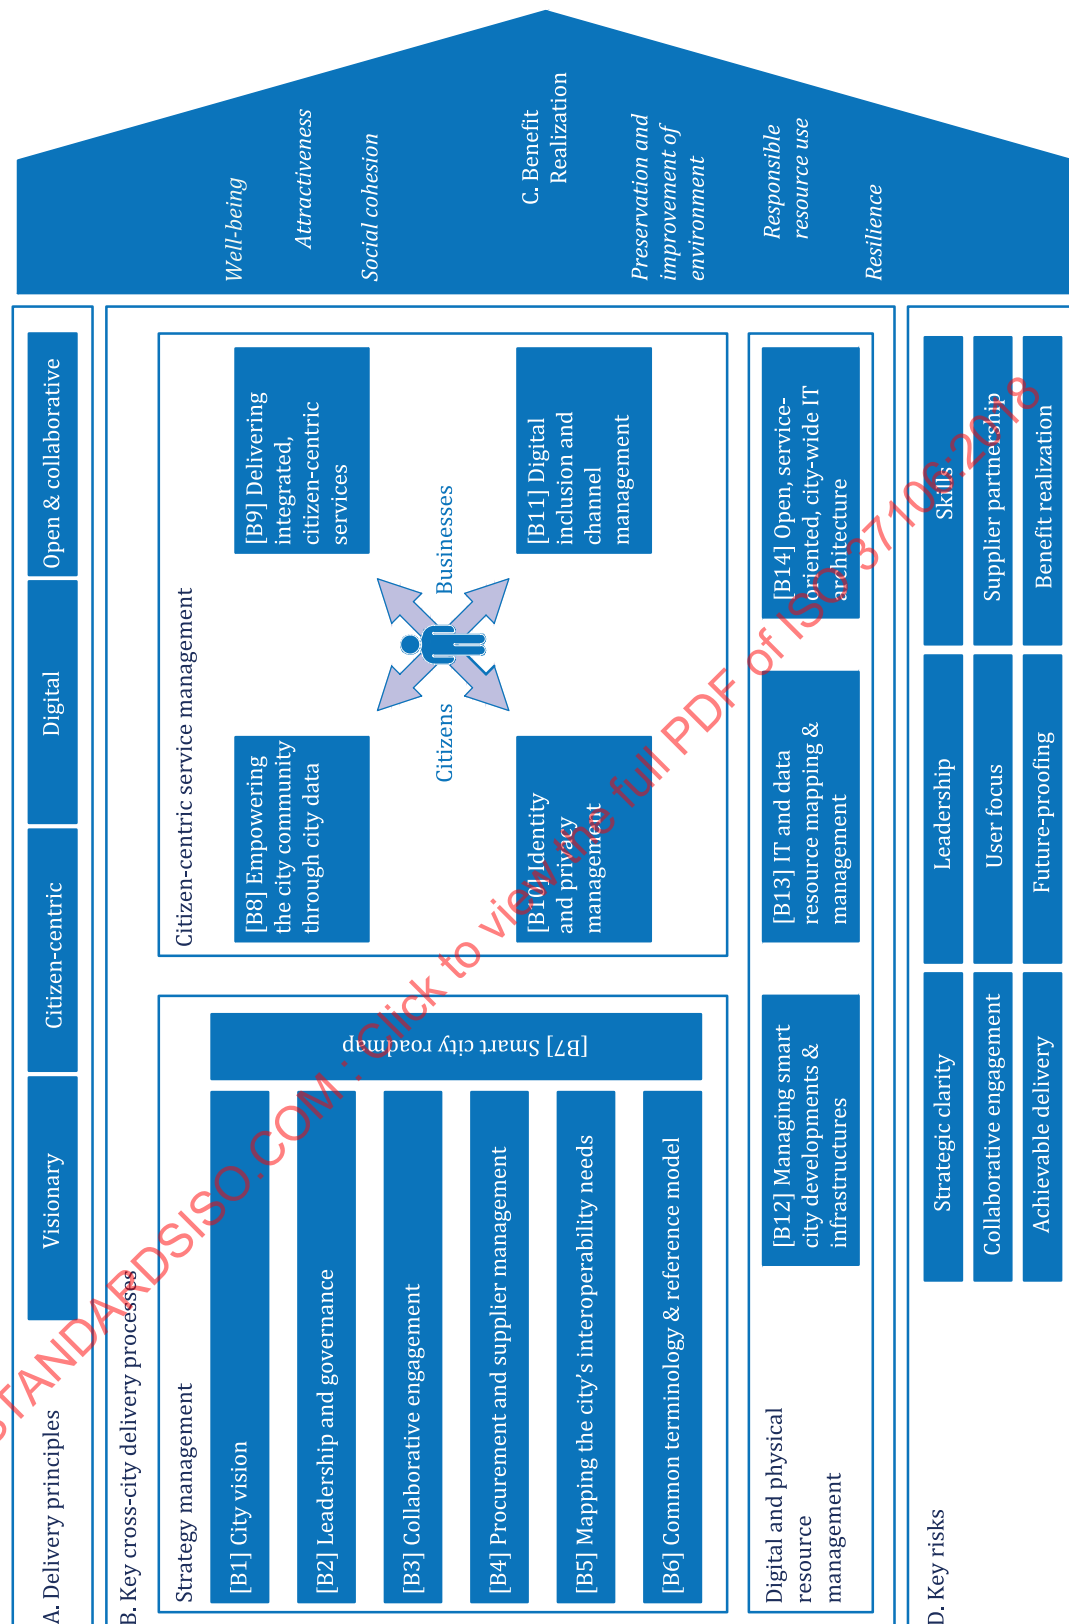 A. Delivery principles
Visionary
Citizen-centric
Digital
Open & collaborative
B. Key cross-city delivery processes
Strategy management
[B1] City vision
[B2] Leadership and governance
[B3] Collaborative engagement
[B4] Procurement and supplier management
[B5] Mapping the city’s interoperability needs
[B6] Common terminology & reference model
[B7] Smart city roadmap
Citizen-centric service management
[B8] Empowering
the city community
through city data
[B9] Delivering
integrated,
citizen-centric
services
Citizens
Businesses
[B10] Identity
and privacy
management
[B11] Digital
inclusion and
channel
management
Digital and physical
resource
management
[B12] Managing smart
city developments &
infrastructures
[B13] IT and data
resource mapping &
management
[B14] Open, service-
oriented, city-wide IT
architecture
D. Key risks
Strategic clarity
Leadership
Skills
Collaborative engagement
User focus
Supplier partnership
Achievable delivery
Future-proofing
Benefit realization
Well-being
Attractiveness
Social cohesion
C. Benefit
Realization
Preservation and
improvement of
environment
Responsible
resource use
Resilience
STANDARDSISO.COM : Click to view the full PDF of ISO 37106:2018